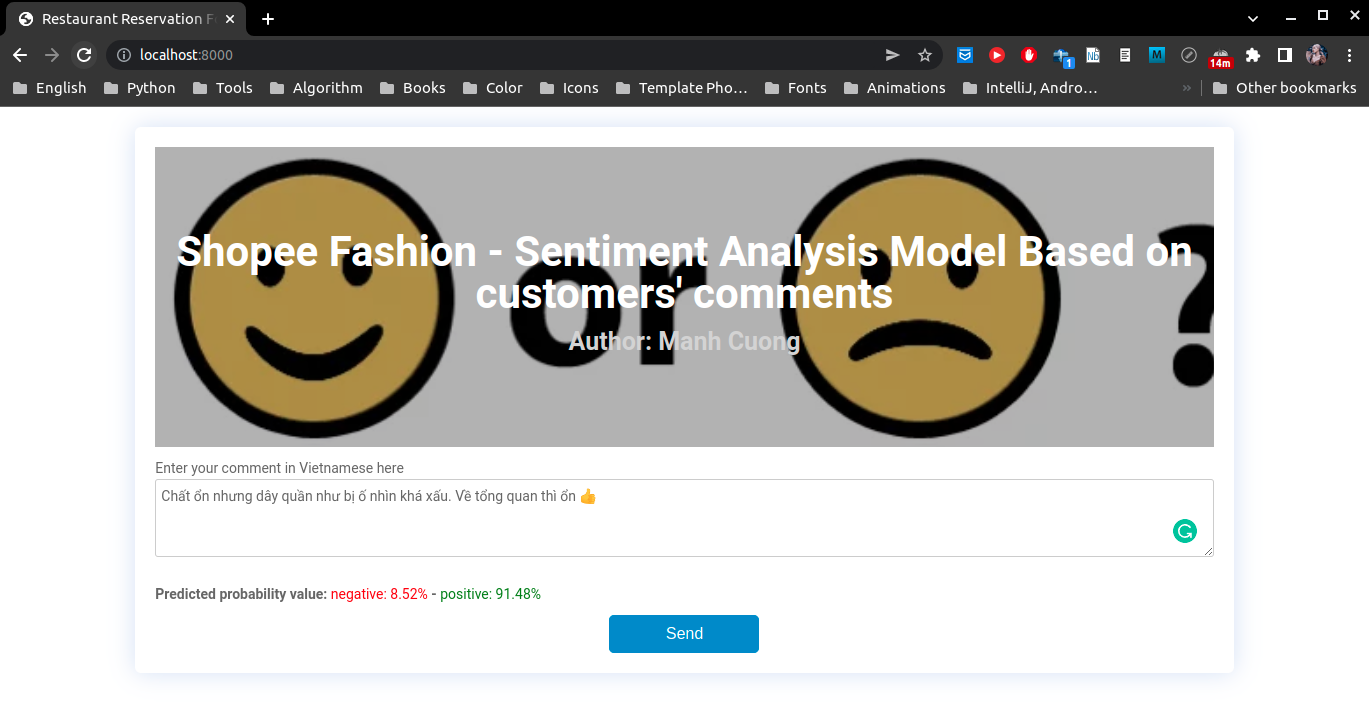 Restaurant Reservation F
localhost:8000
1
Nb
M
14m
English Python Tools Algorithm Books Color Icons Template Pho... Fonts Animations IntelliJ, Andro... » Other bookmarks
or ?
Shopee Fashion - Sentiment Analysis Model Based on
customers' comments
Author: Manh Cuong
Enter your comment in Vietnamese here
Chất ổn nhưng dây quần như bị ố nhìn khá xấu. Về tổng quan thì ổn 👍
Predicted probability value: negative: 8.52% - positive: 91.48%
Send